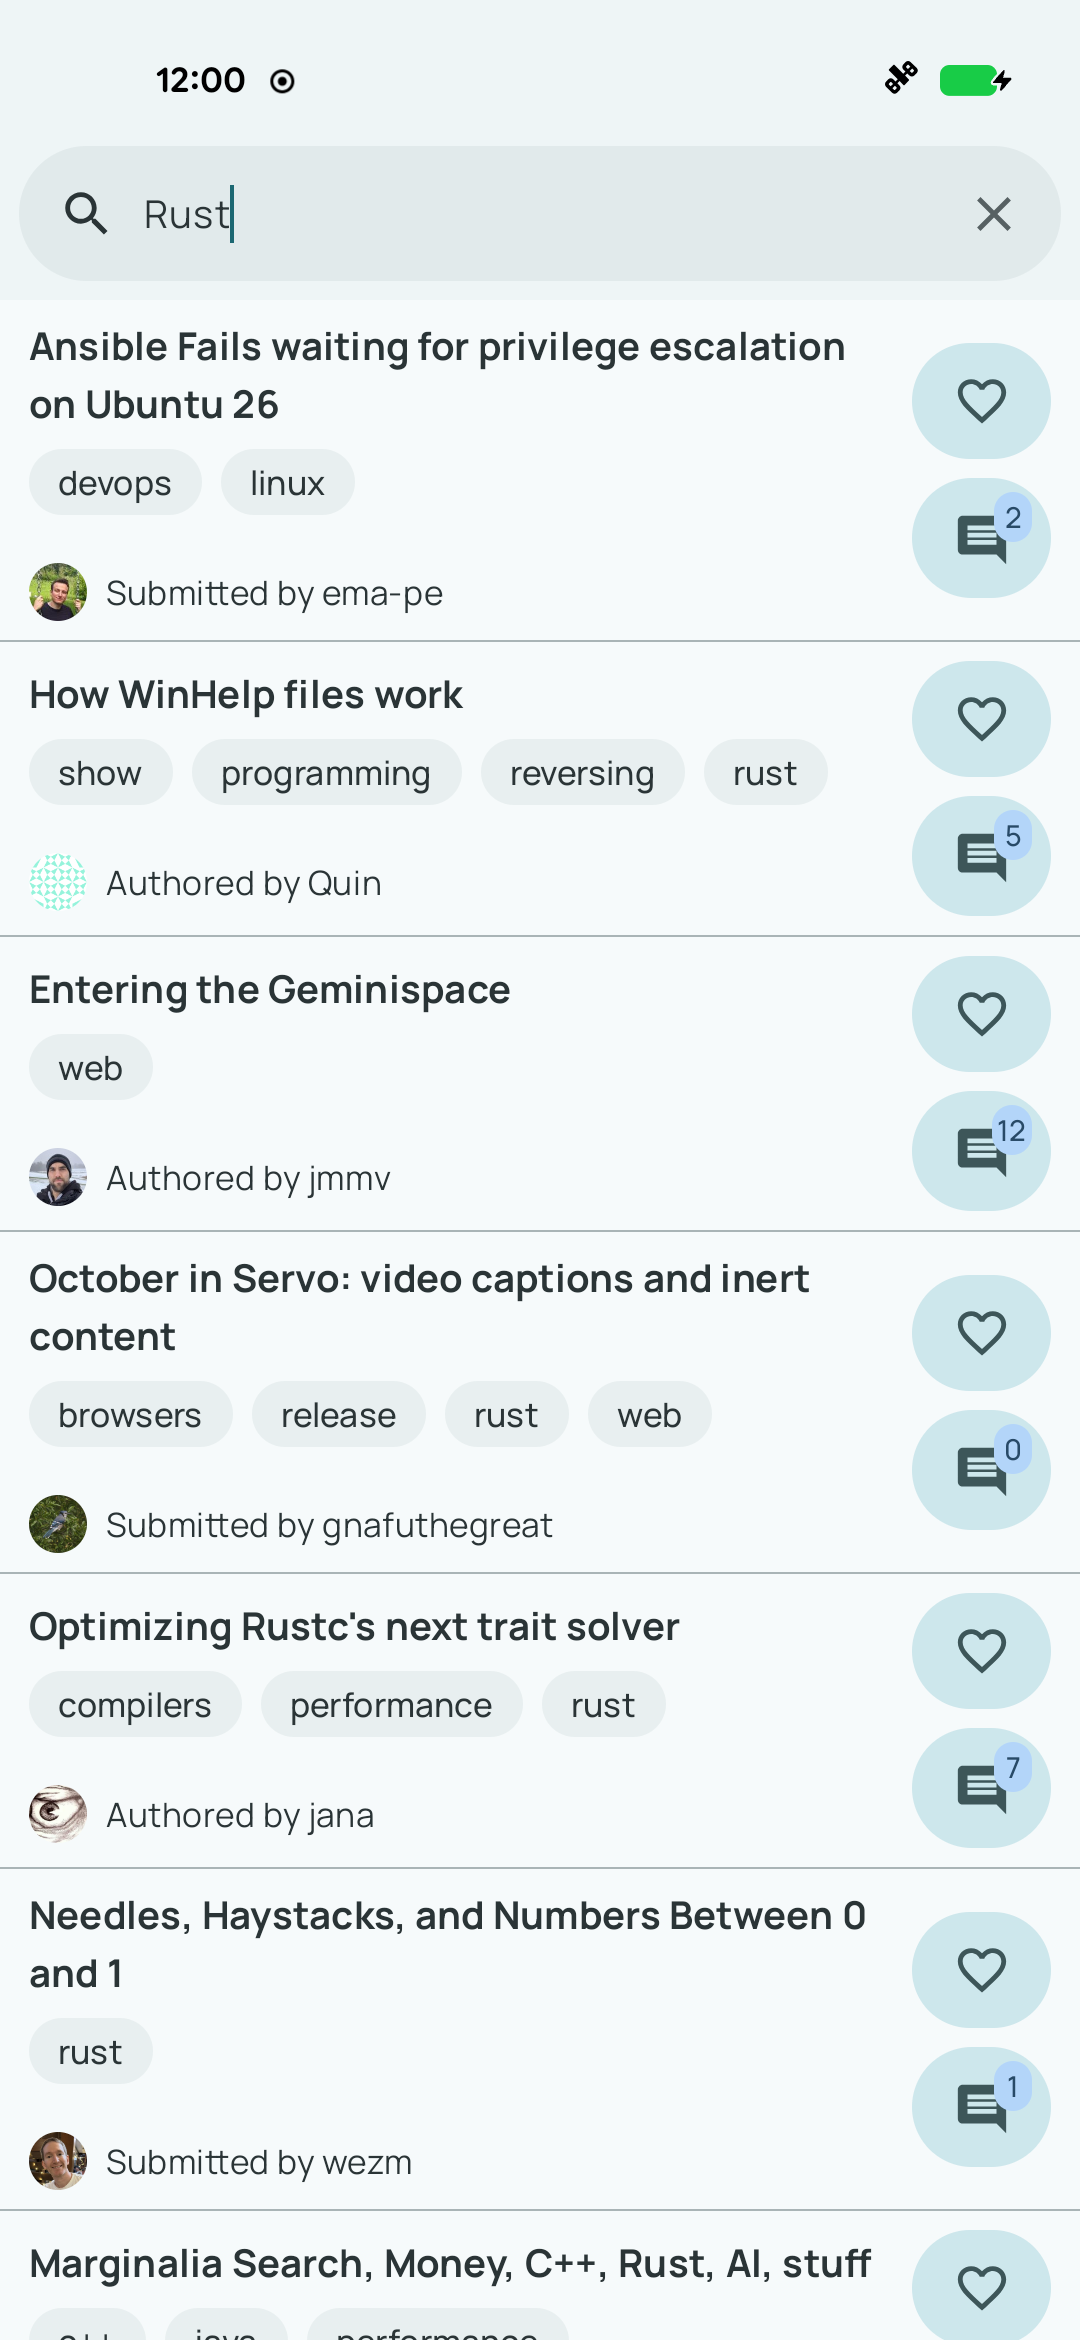 12:00
Rust
Ansible Fails waiting for privilege escalation
on Ubuntu 26
devops linux
2
Submitted by ema-pe
How WinHelp files work
show programming reversing rust
5
Authored by Quin
Entering the Geminispace
web
12
Authored by jmmv
October in Servo: video captions and inert
content
browsers release rust web
0
Submitted by gnafuthegreat
Optimizing Rustc's next trait solver
compilers performance rust
7
Authored by jana
Needles, Haystacks, and Numbers Between 0
and 1
rust
1
Submitted by wezm
Marginalia Search, Money, C++, Rust, AI, stuff
c++ java performance